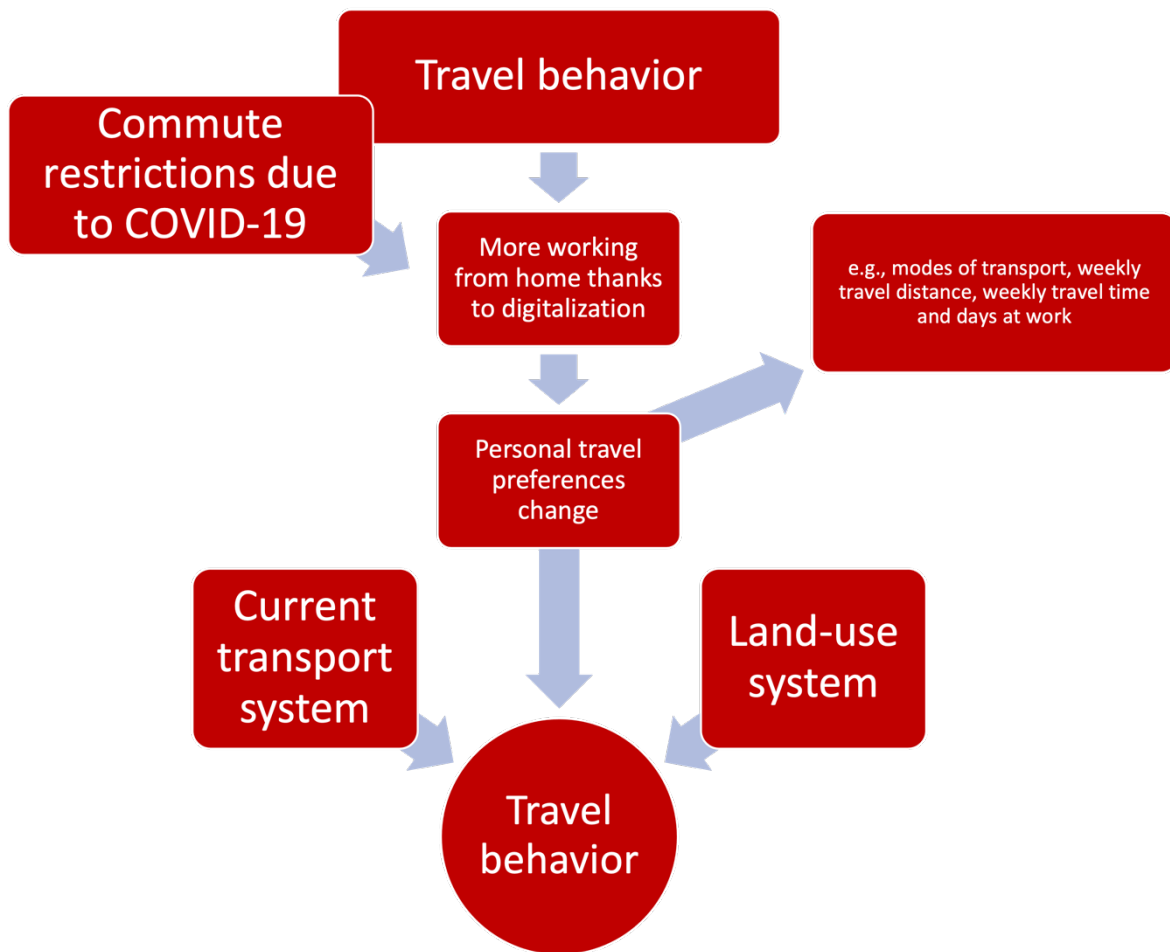 Travel behavior
Commute
restrictions due
to COVID-19
More working
from home thanks
to digitalization
e.g., modes of transport, weekly
travel distance, weekly travel time
and days at work
Personal travel
preferences
change
Current
transport
system
Land-use
system
Travel
behavior